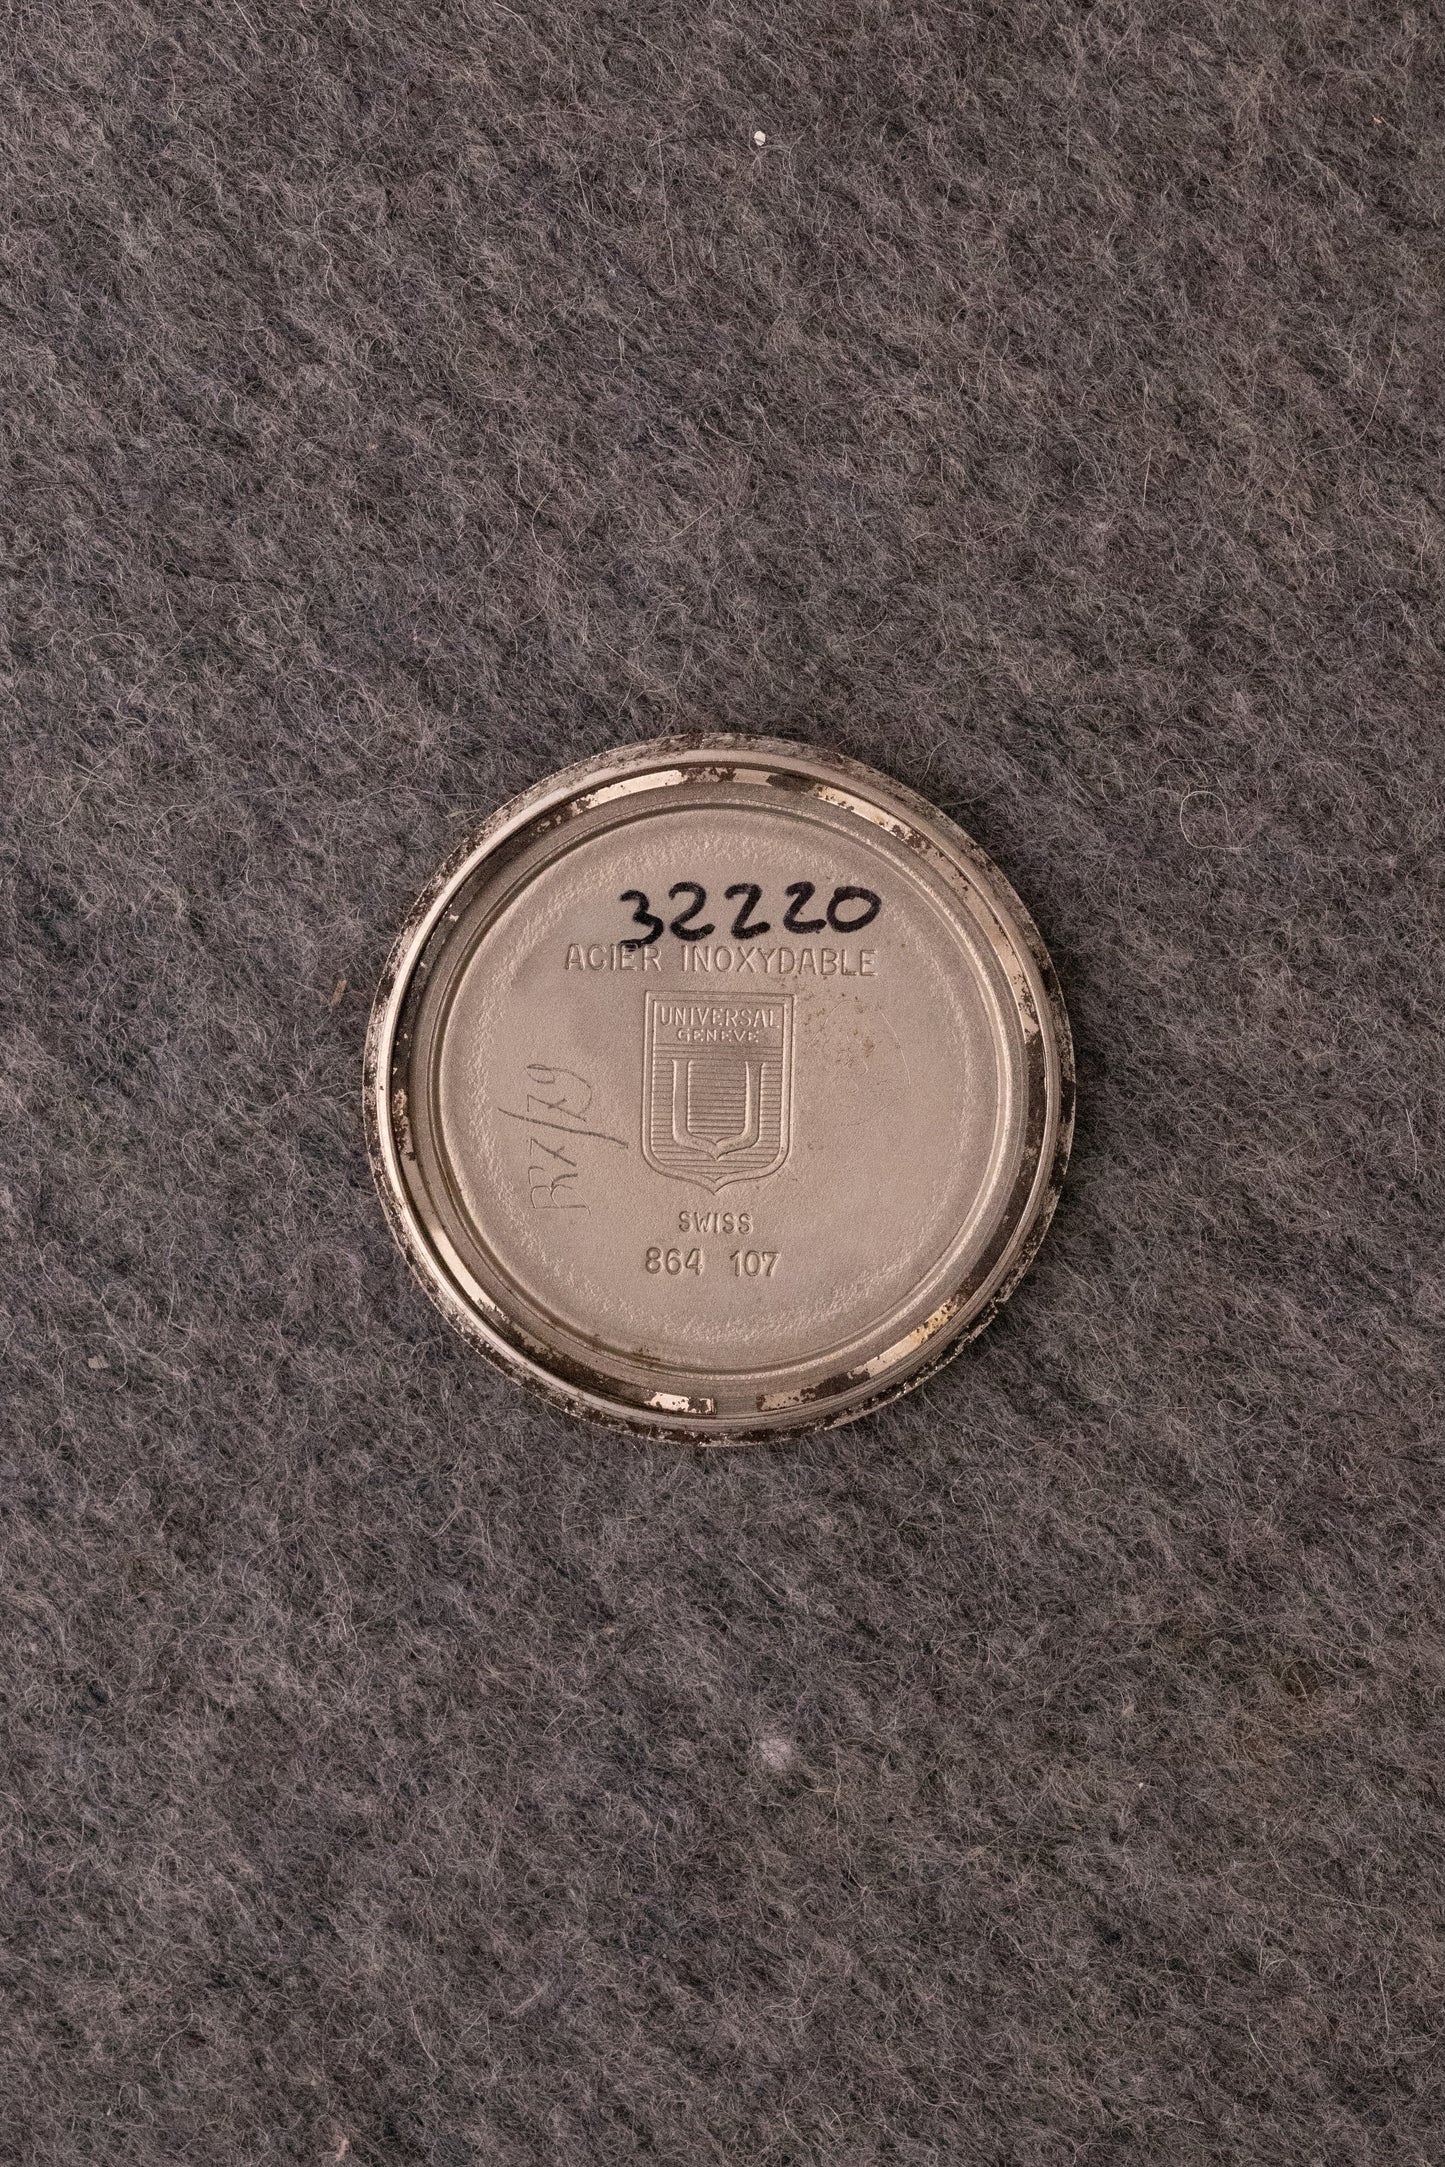 32220
ACIER INOXYDABLE
UNIVERSAL
GENEVE
U
SWISS
864 107